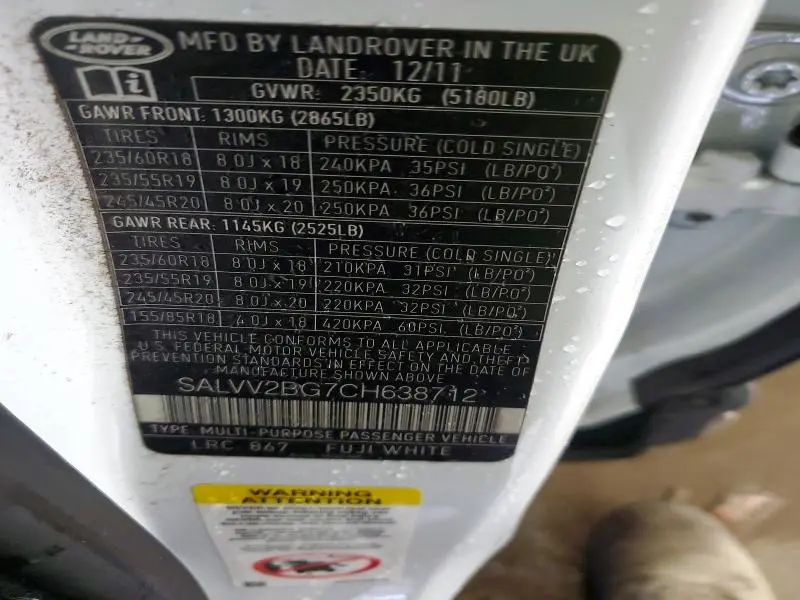 LAND ROVER
MFD BY LANDROVER IN THE UK
DATE: 12/11
GVWR: 2350KG (5180LB)
GAWR FRONT: 1300KG (2865LB)
TIRES RIMS PRESSURE (COLD SINGLE)
235/60R18 8.0J x 18 240KPA 35PSI (LB/PO²)
235/55R19 8.0J x 19 250KPA 36PSI (LB/PO²)
245/45R20 8.0J x 20 250KPA 36PSI (LB/PO²)
GAWR REAR: 1145KG (2525LB)
TIRES RIMS PRESSURE (COLD SINGLE)
235/60R18 8.0J x 18 210KPA 31PSI (LB/PO²)
235/55R19 8.0J x 19 220KPA 32PSI (LB/PO²)
245/45R20 8.0J x 20 220KPA 32PSI (LB/PO²)
155/85R18 4.0J x 18 420KPA 60PSI (LB/PO²)
THIS VEHICLE CONFORMS TO ALL APPLICABLE
U.S. FEDERAL MOTOR VEHICLE SAFETY AND THEFT
PREVENTION STANDARDS IN EFFECT ON THE DATE OF
MANUFACTURE SHOWN ABOVE
SALVV2BG7CH638712
TYPE: MULTI-PURPOSE PASSENGER VEHICLE
LRC 867 FUJI WHITE
WARNING
ATTENTION